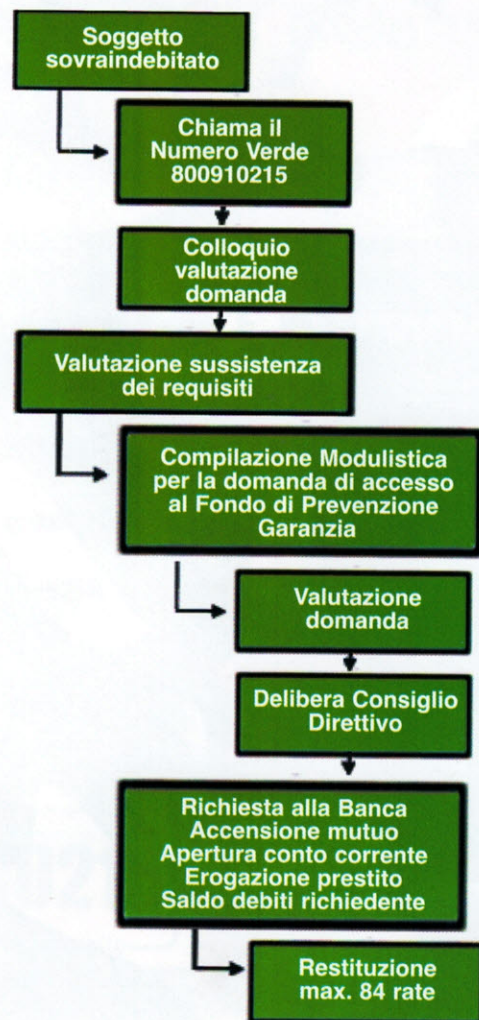 Soggetto
sovraindebitato
Chiama il
Numero Verde
800910215
Colloquio
valutazione
domanda
Valutazione sussistenza
dei requisiti
Compilazione Modulistica
per la domanda di accesso
al Fondo di Prevenzione
Garanzia
Valutazione
domanda
Delibera Consiglio
Direttivo
Richiesta alla Banca
Accensione mutuo
Apertura conto corrente
Erogazione prestito
Saldo debiti richiedente
Restituzione
max. 84 rate